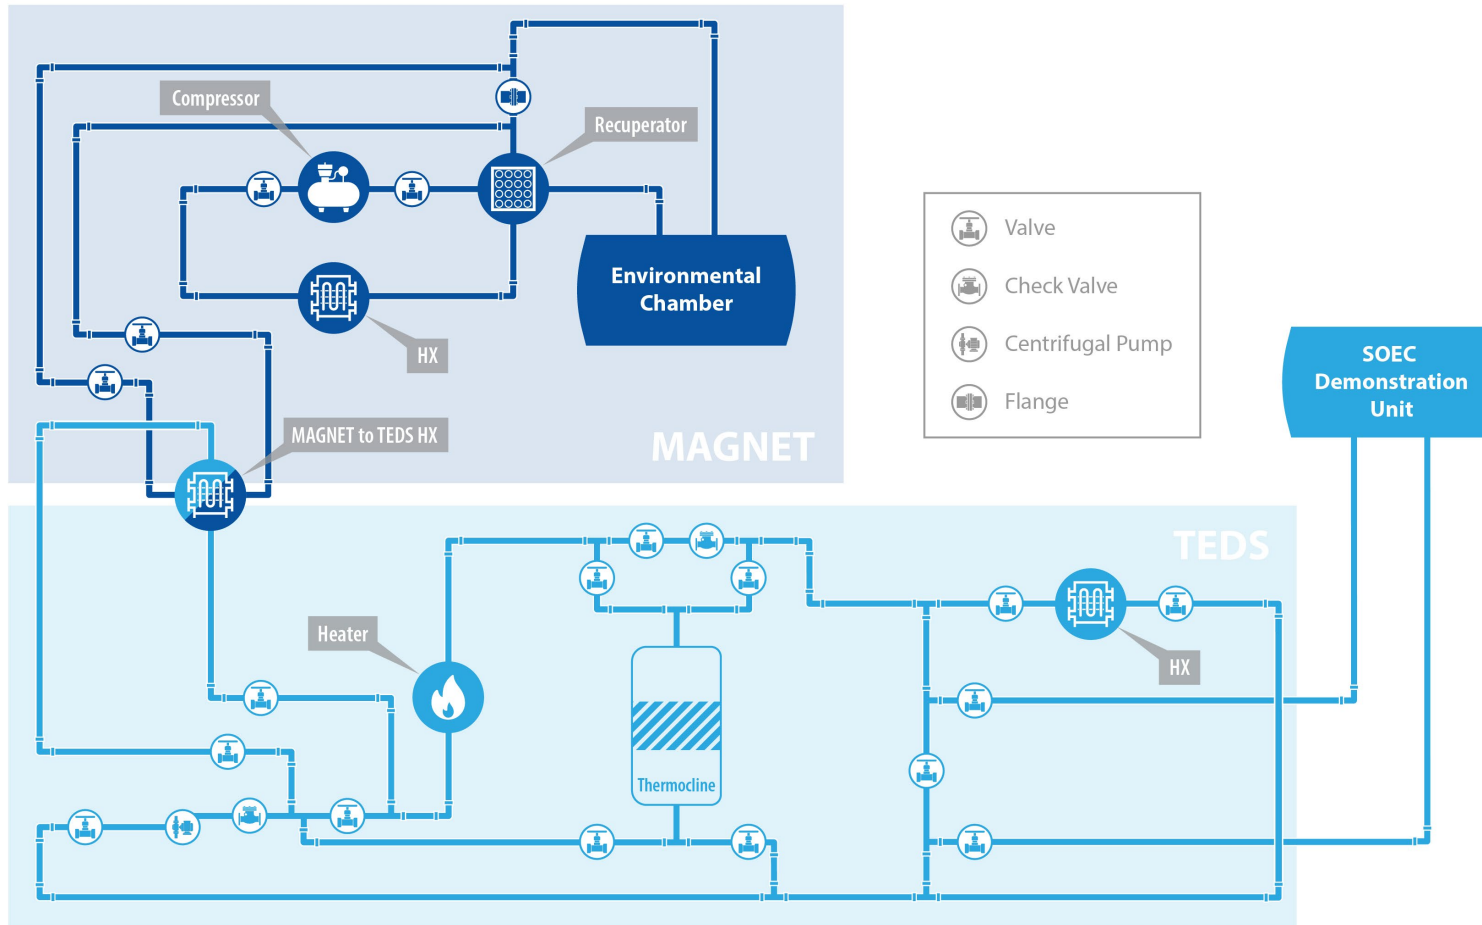 Compressor
Recuperator
Environmental
Chamber
HX
MAGNET to TEDS HX
MAGNET
Valve
Check Valve
Centrifugal Pump
Flange
SOEC
Demonstration
Unit
TEDS
Heater
HX
Thermocline